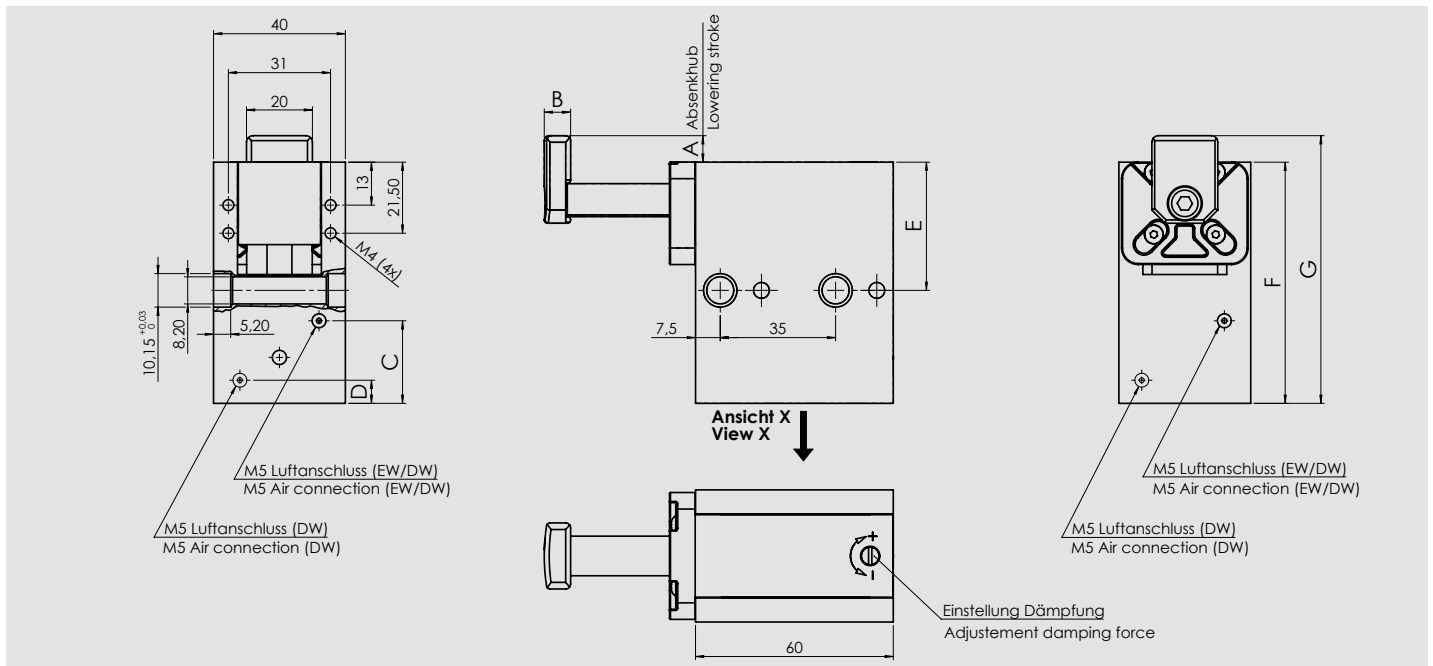 40
31
20
13
21,50
M4 (4x)
10,15 +0,03 0
8,20
5,20
C
D
M5 Luftanschluss (EW/DW)
M5 Air connection (EW/DW)
M5 Luftanschluss (DW)
M5 Air connection (DW)
B
A
Absenkhub
Lowering stroke
E
7,5
35
Ansicht X
View X
+
-
Einstellung Dämpfung
Adjustement damping force
60
F
G
M5 Luftanschluss (EW/DW)
M5 Air connection (EW/DW)
M5 Luftanschluss (DW)
M5 Air connection (DW)